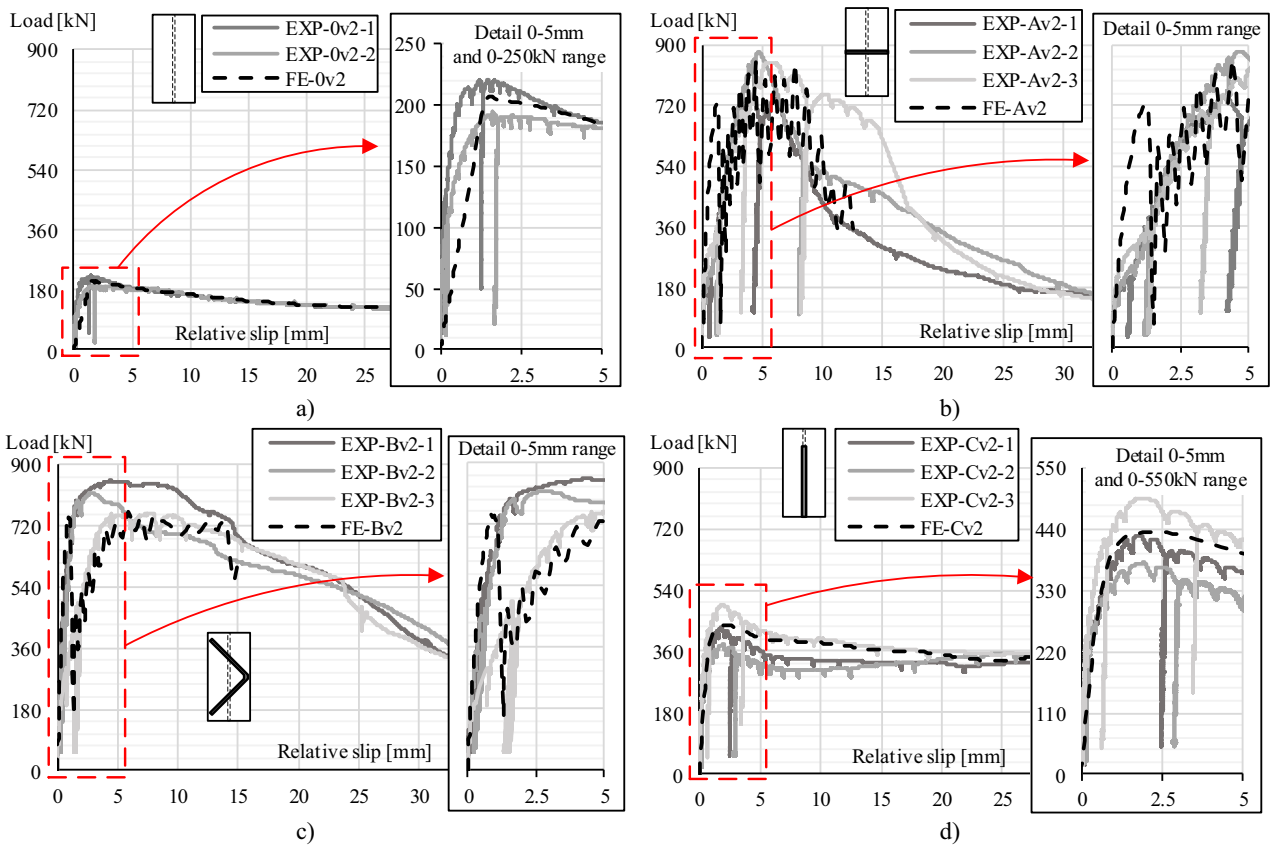 Load [kN]
900
720
540
360
180
0
0
5
10
15
20
25
Relative slip [mm]
EXP-0v2-1
EXP-0v2-2
FE-0v2
Detail 0-5mm
and 0-250kN range
250
200
150
100
50
0
0
2.5
5
a)
Load [kN]
900
720
540
360
180
0
0
5
10
15
20
25
30
Relative slip [mm]
EXP-Av2-1
EXP-Av2-2
EXP-Av2-3
FE-Av2
Detail 0-5mm range
0
2.5
5
b)
Load [kN]
900
720
540
360
180
0
0
5
10
15
20
25
30
Relative slip [mm]
EXP-Bv2-1
EXP-Bv2-2
EXP-Bv2-3
FE-Bv2
Detail 0-5mm range
0
2.5
5
c)
Load [kN]
900
720
540
360
180
0
0
5
10
15
20
25
Relative slip [mm]
EXP-Cv2-1
EXP-Cv2-2
EXP-Cv2-3
FE-Cv2
Detail 0-5mm
and 0-550kN range
550
440
330
220
110
0
0
2.5
5
d)